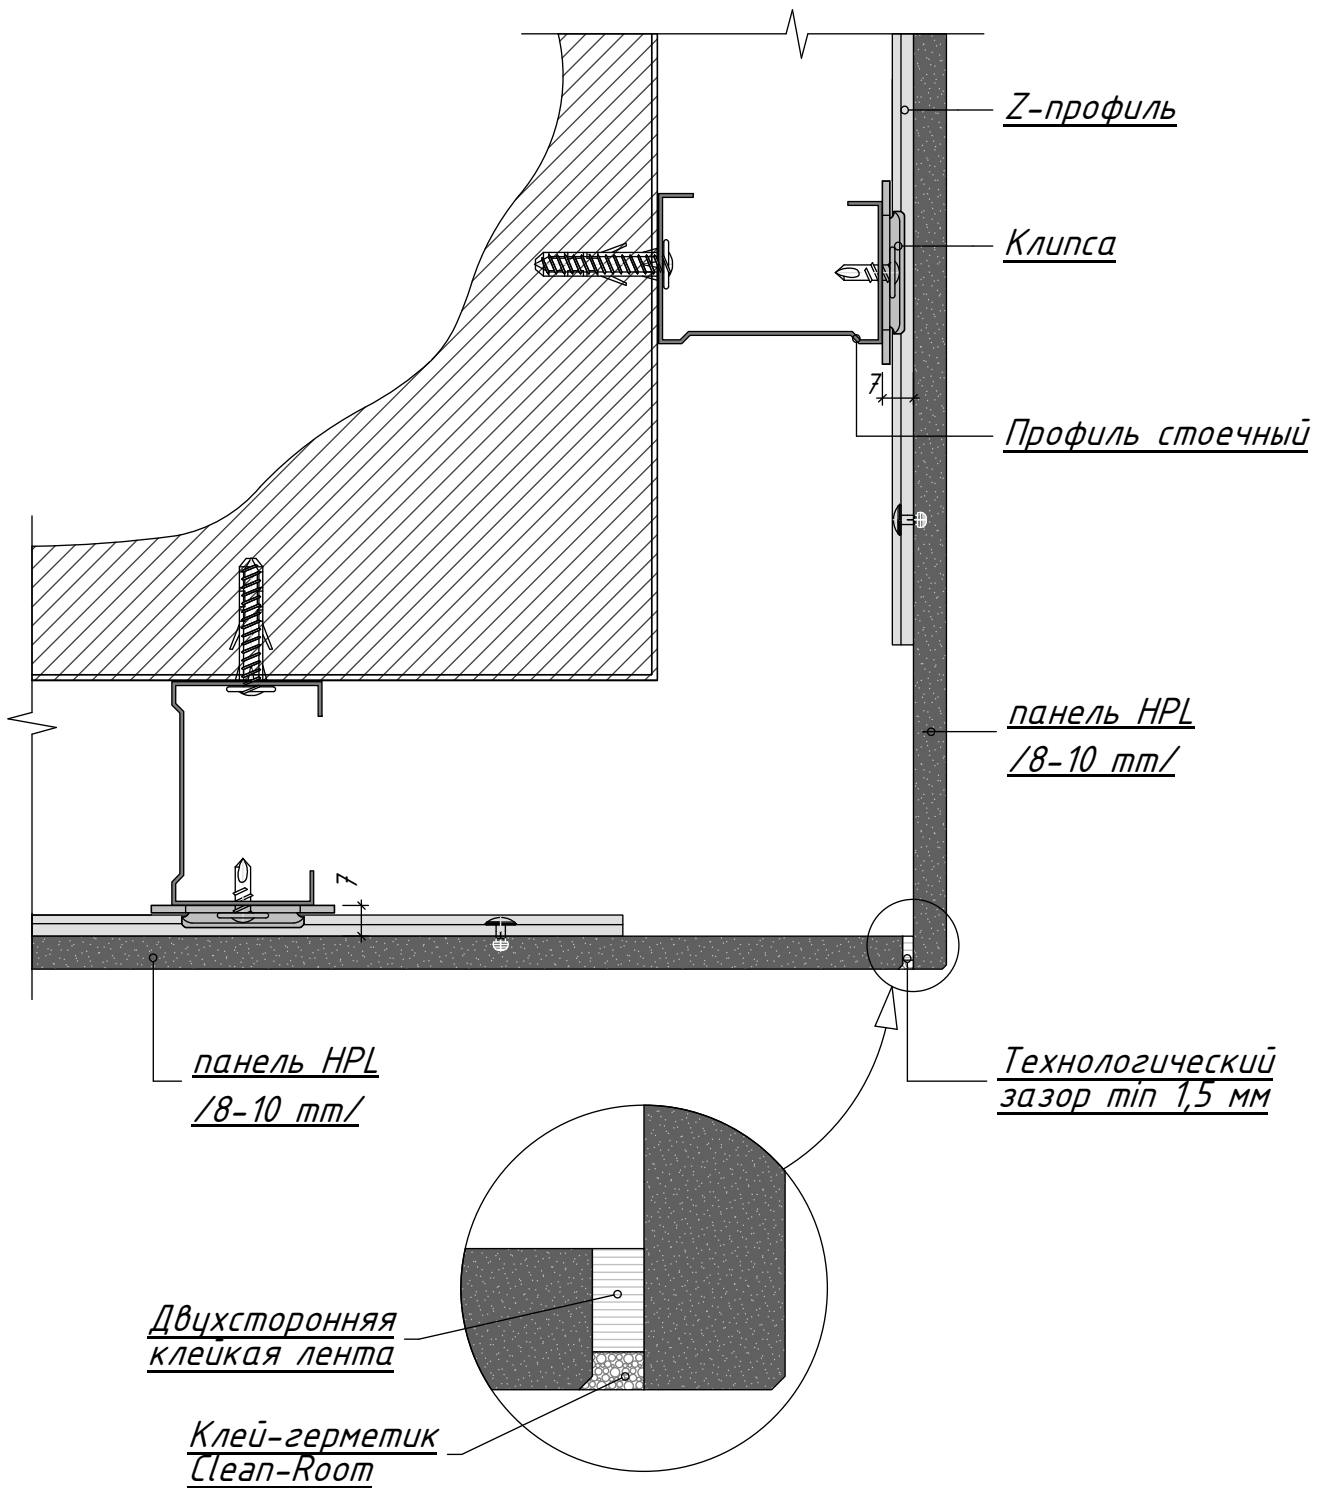 Z-профиль
Клипса
7
Профиль стоечный
панель HPL
/8-10 mm/
7
панель HPL
/8-10 mm/
Технологический
зазор min 1,5 мм
Двухсторонняя
клейкая лента
Клей-герметик
Clean-Room